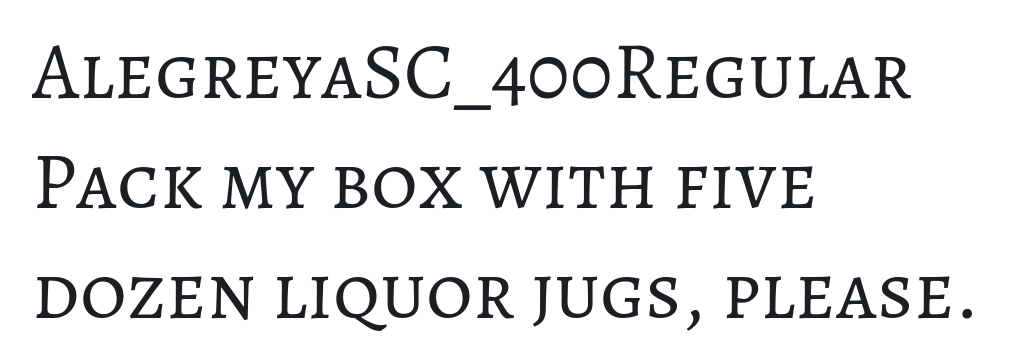 AlegreyaSC_400Regular
Pack my box with five
dozen liquor jugs, please.